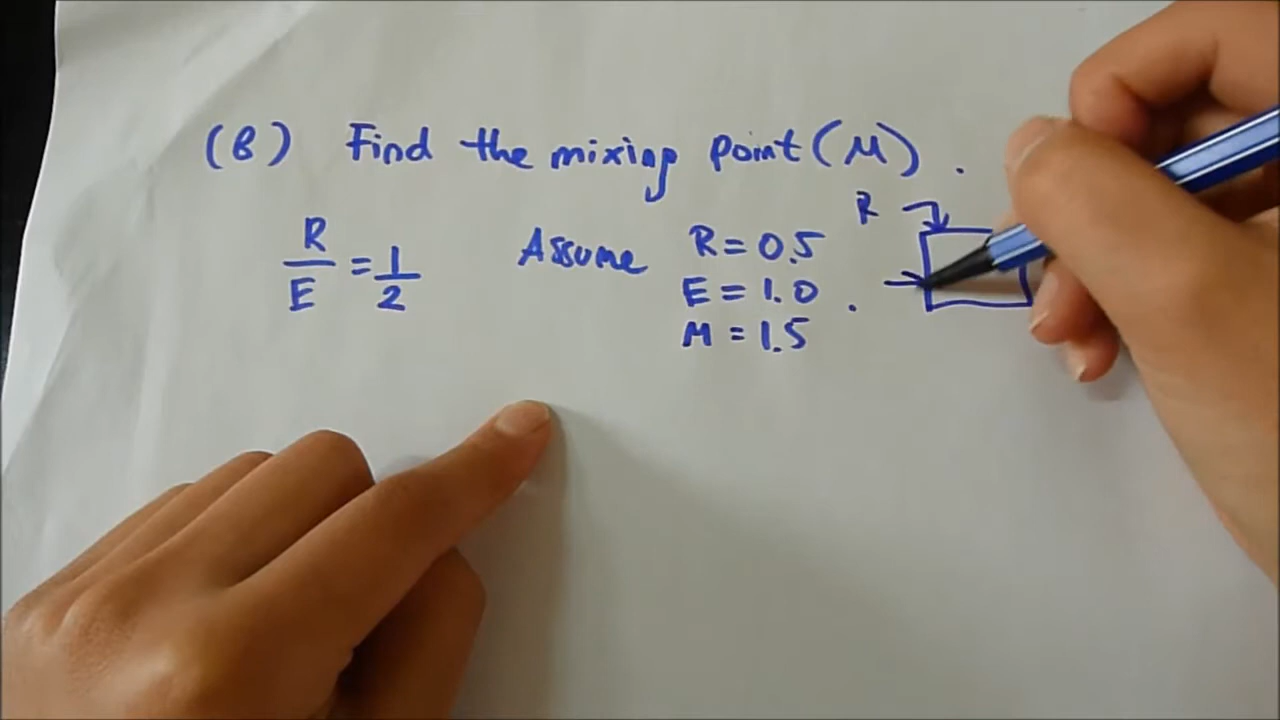 (B) Find the mixing point (M).
R/E = 1/2
Assume R = 0.5
E = 1.0.
M = 1.5
R